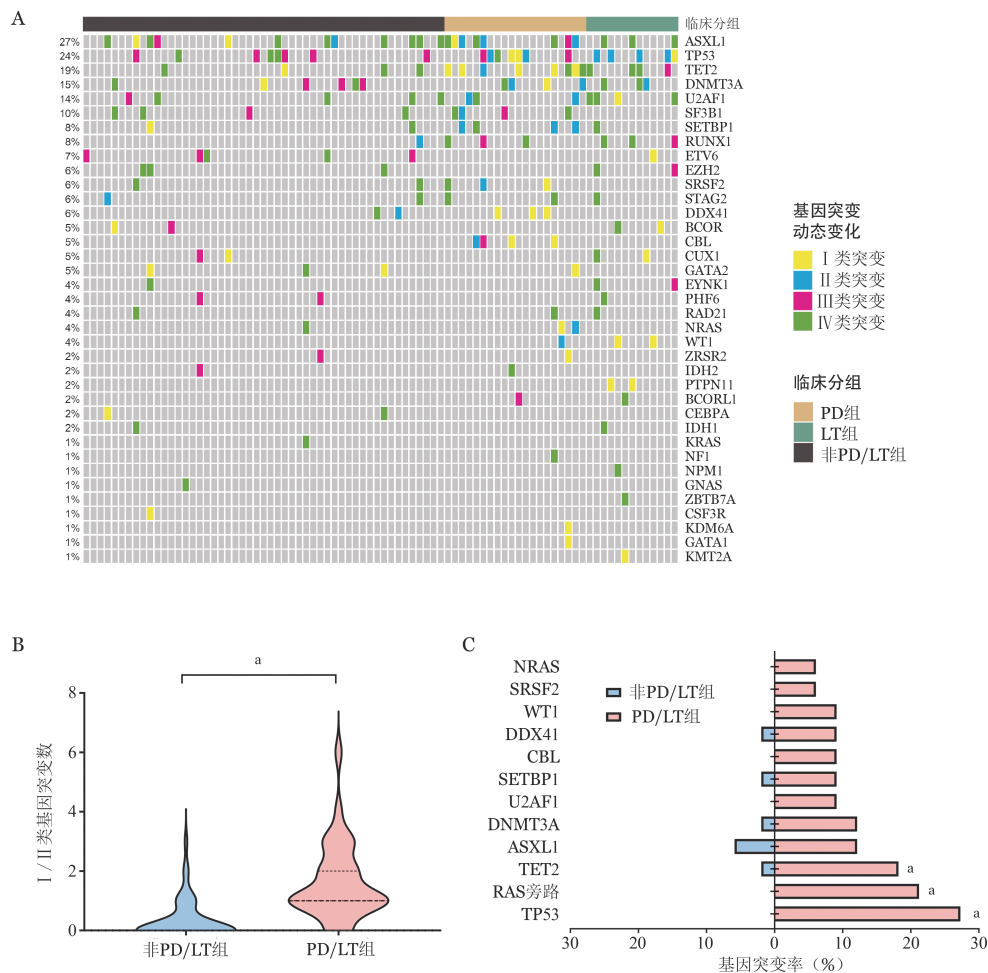 A
临床分组
27% ASXL1
24% TP53
19% TET2
15% DNMT3A
14% U2AF1
10% SF3B1
8% SETBP1
8% RUNX1
7% ETV6
6% EZH2
6% SRSF2
6% STAG2
6% DDX41
5% BCOR
5% CBL
5% CUX1
5% GATA2
4% EYNK1
4% PHF6
4% RAD21
4% NRAS
4% WT1
2% ZRSR2
2% IDH2
2% PTPN11
2% BCORL1
2% CEBPA
2% IDH1
1% KRAS
1% NF1
1% NPM1
1% GNAS
1% ZBTB7A
1% CSF3R
1% KDM6A
1% GATA1
1% KMT2A
基因突变
动态变化
Ⅰ类突变
Ⅱ类突变
Ⅲ类突变
Ⅳ类突变
临床分组
PD组
LT组
非PD/LT组
B
a
8
6
4
2
0
Ⅰ/Ⅱ类基因突变数
非PD/LT组
PD/LT组
C
NRAS
SRSF2
WT1
DDX41
CBL
SETBP1
U2AF1
DNMT3A
ASXL1
TET2 a
RAS旁路 a
TP53 a
非PD/LT组
PD/LT组
30 20 10 0 10 20 30
基因突变率（%）